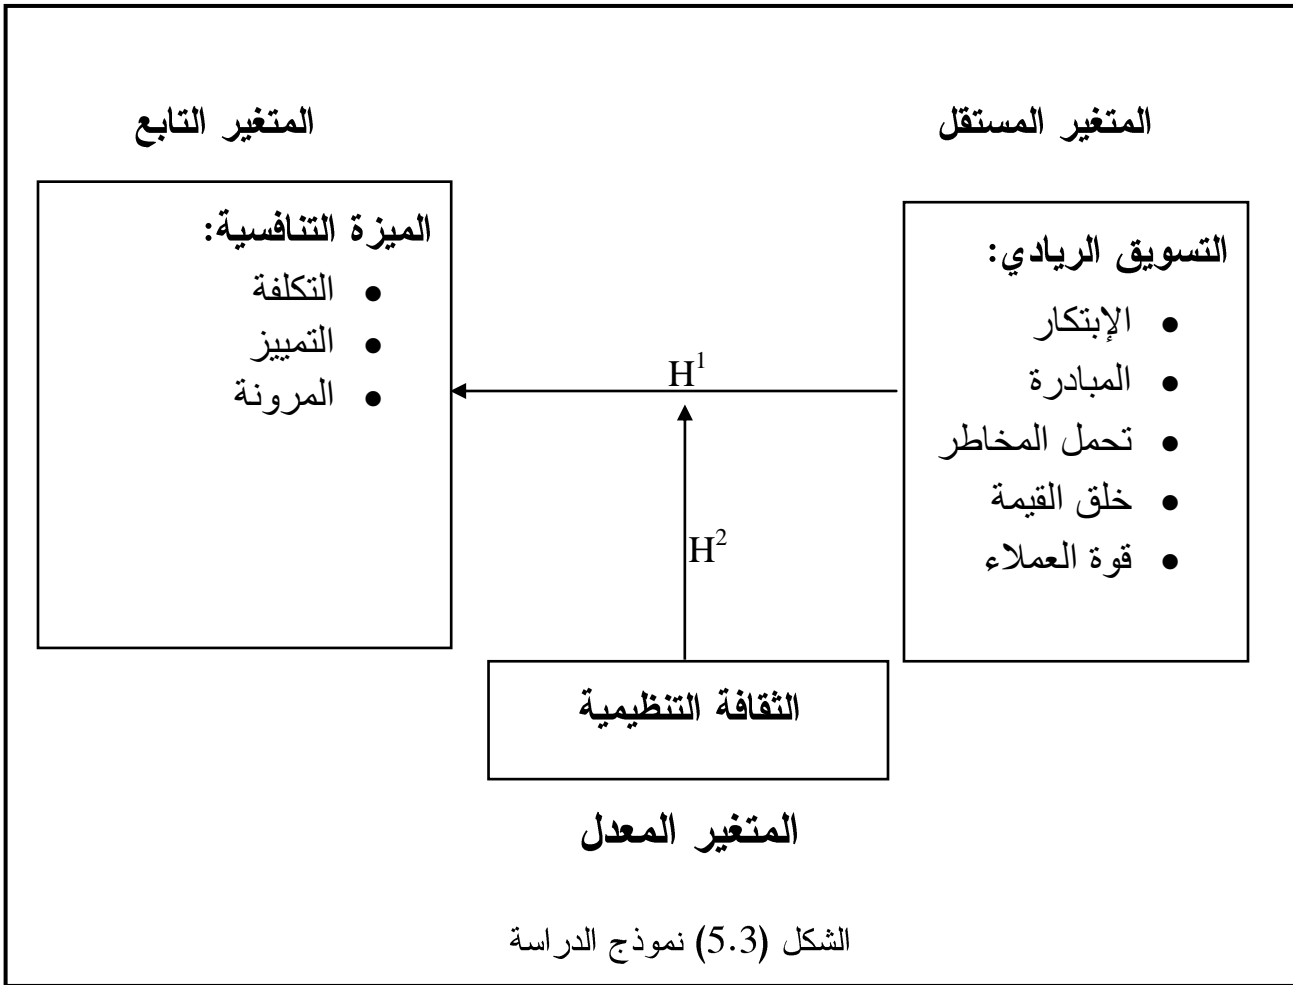 المتغير المستقل
المتغير التابع
التسويق الريادي:
• الإبتكار
• المبادرة
• تحمل المخاطر
• خلق القيمة
• قوة العملاء
الميزة التنافسية:
• التكلفة
• التمييز
• المرونة
H¹
H²
الثقافة التنظيمية
المتغير المعدل
الشكل (5.3) نموذج الدراسة